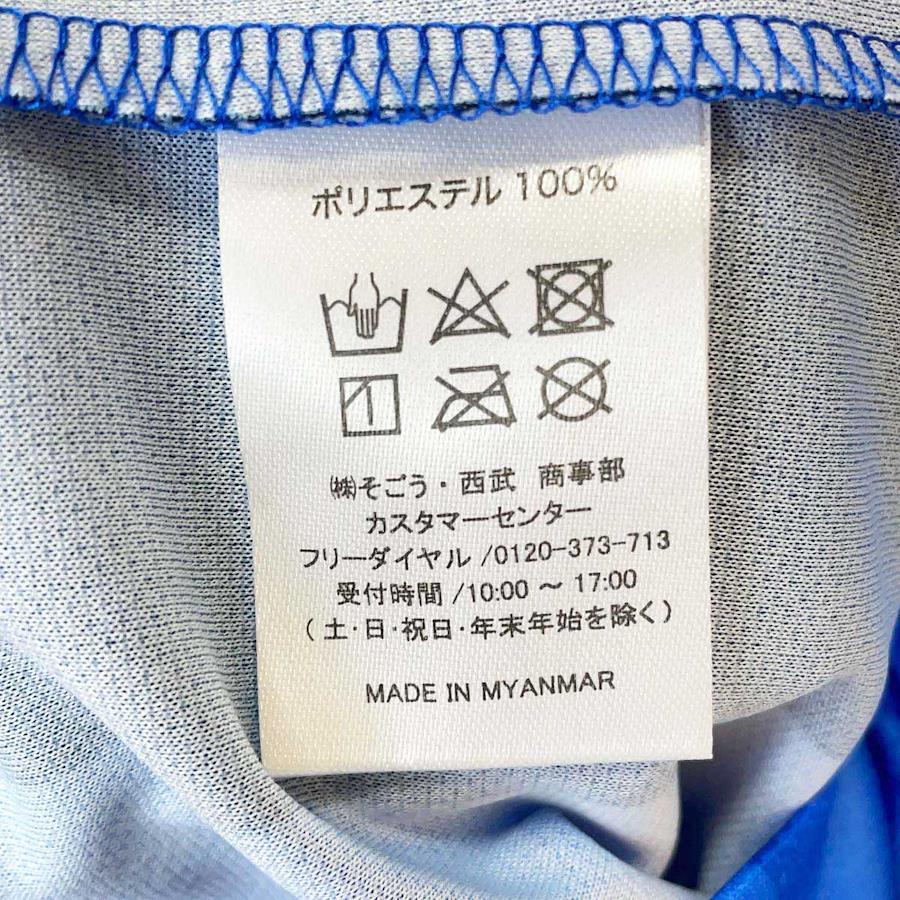 ポリエステル 100%
㈱そごう・西武 商事部
カスタマーセンター
フリーダイヤル /0120-373-713
受付時間 /10:00 ～ 17:00
( 土・日・祝日・年末年始を除く )
MADE IN MYANMAR